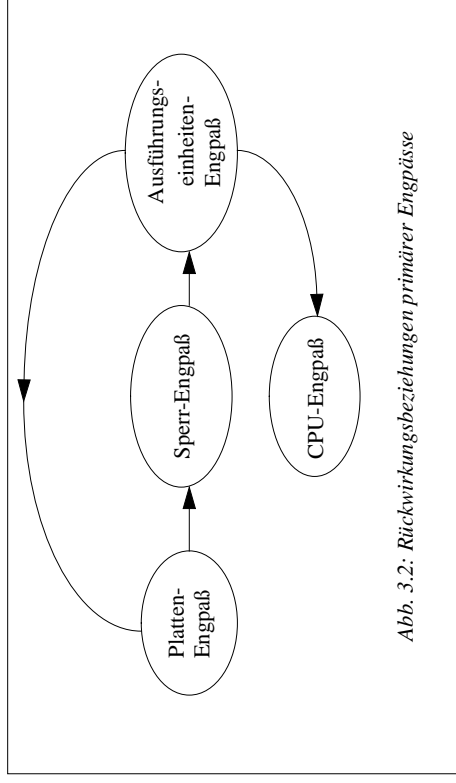 Platten-
Engpaß
Sperr-Engpaß
Ausführungs-
einheiten-
Engpaß
CPU-Engpaß
Abb. 3.2: Rückwirkungsbeziehungen primärer Engpässe